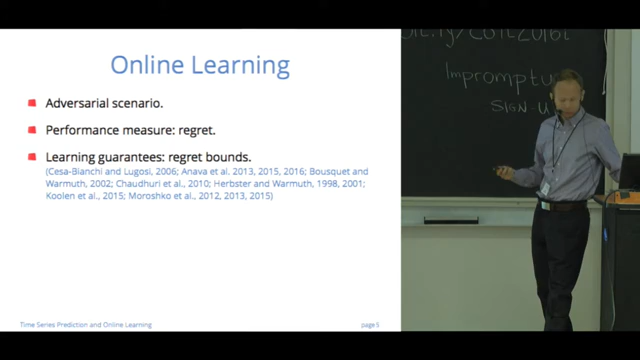 Online Learning
Adversarial scenario.
Performance measure: regret.
Learning guarantees: regret bounds.
(Cesa-Bianchi and Lugosi, 2006; Anava et al. 2013, 2015, 2016; Bousquet and
Warmuth, 2002; Chaudhuri et al., 2010; Herbster and Warmuth, 1998, 2001;
Koolen et al., 2015; Moroshko et al., 2012, 2013, 2015)
Time Series Prediction and Online Learning
page 5
Impromptu
SIGN-U